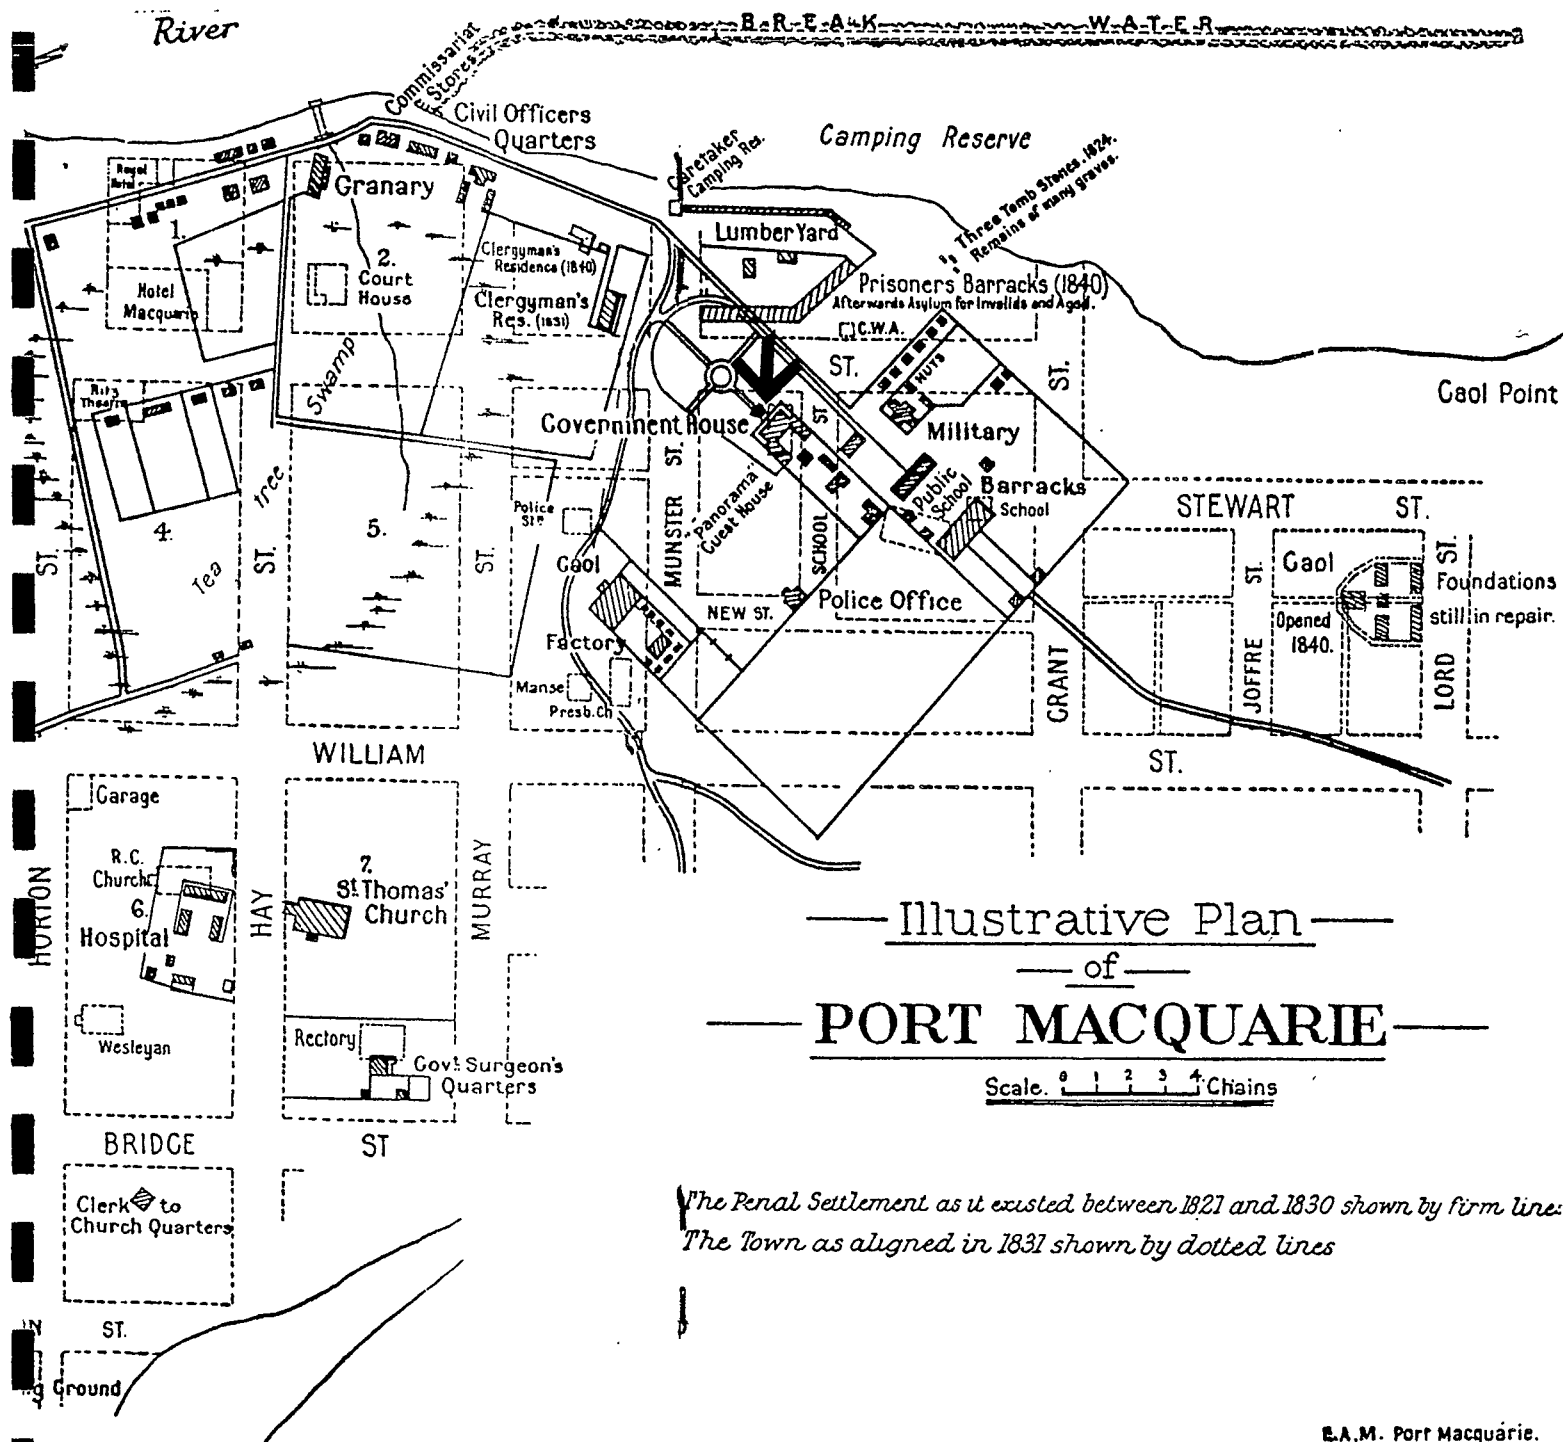 River
BREAK WATER
Commissariat
Stores
Civil Officers
Quarters
Caretaker
Camping Res.
Camping Reserve
Three Tomb Stones. 1824.
Remains of many graves.
Royal
Hotel
Granary
1.
2.
Court
House
Hotel
Macquarie
Clergyman's
Residence (1840)
Clergyman's
Res. (1831)
Lumber Yard
Prisoners Barracks (1840)
Afterwards Asylum for Invalids and Aged.
C.W.A.
ST.
HUTS
ST.
Gaol Point
Ritz
Theatre
Swamp
tree
Tea
4.
5.
ST.
ST.
ST.
Government House
ST.
ST
Military
Barracks
School
Public
School
"Panorama"
Guest House
MUNSTER
SCHOOL
Police
Stn
Gaol
Factory
NEW ST.
Police Office
Manse
Presb. Ch
STEWART ST.
Gaol
Opened
1840.
ST.
ST.
Foundations
still in repair.
GRANT
JOFFRE
LORD
WILLIAM
ST.
Garage
R.C.
Church
6.
Hospital
HORTON
HAY
MURRAY
7.
St. Thomas'
Church
Wesleyan
Rectory
Govt. Surgeon's
Quarters
BRIDGE ST
Clerk to
Church Quarters
ST.
Ground
Illustrative Plan
of
PORT MACQUARIE
Scale. 0 1 2 3 4 Chains
The Penal Settlement as it existed between 1821 and 1830 shown by firm lines
The Town as aligned in 1831 shown by dotted lines
E.A.M. Port Macquarie.